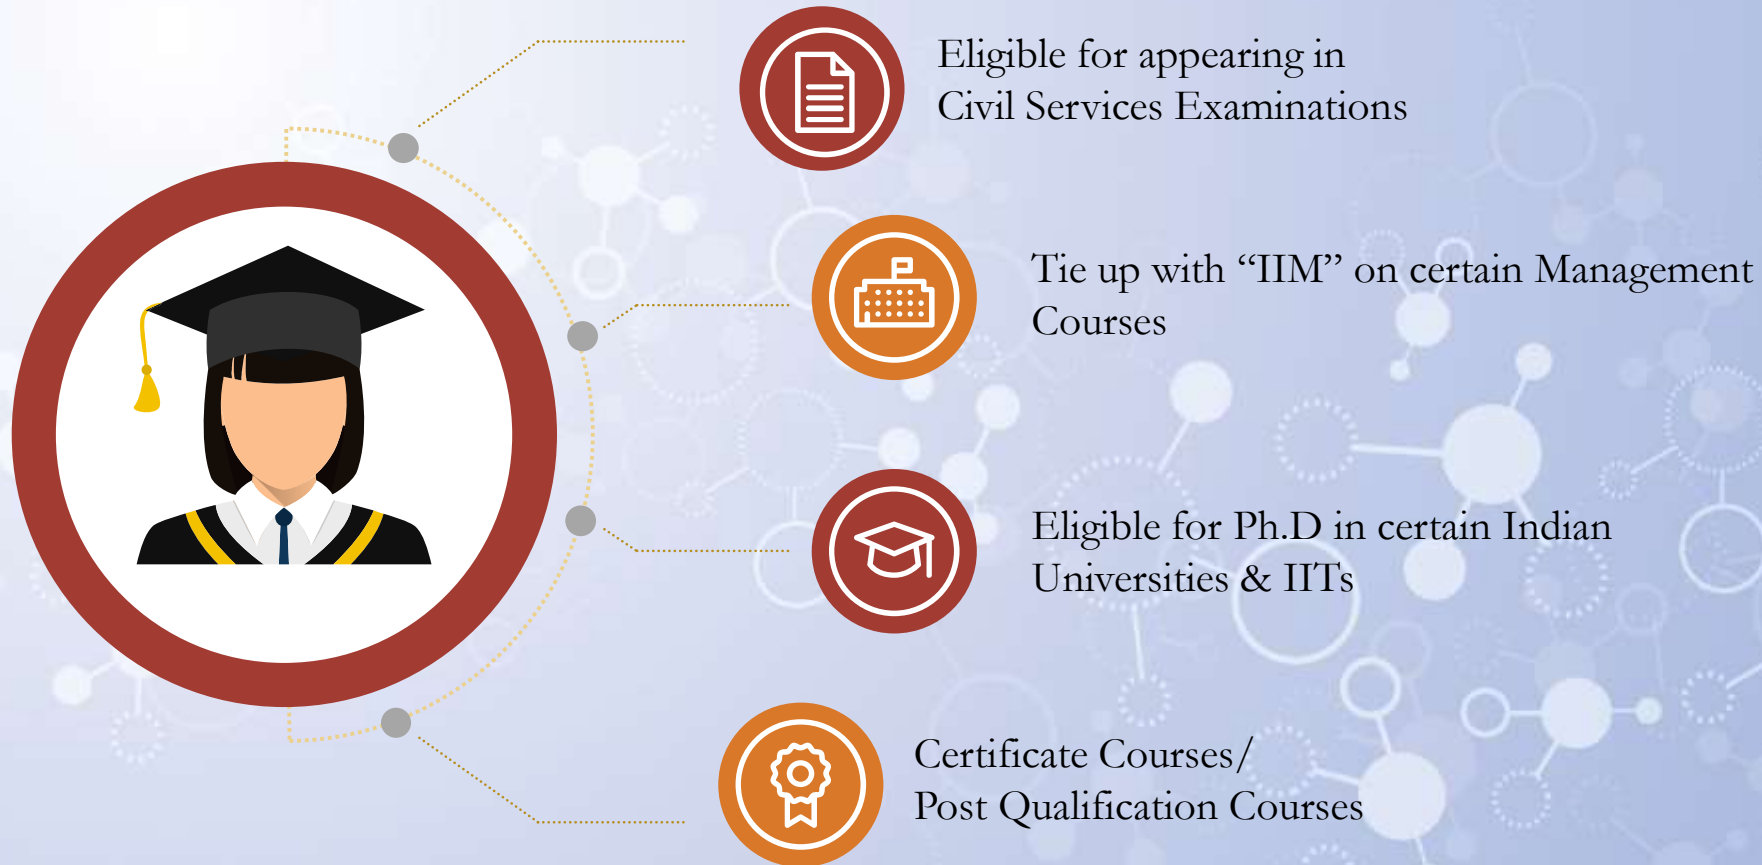 Eligible for appearing in
Civil Services Examinations
Tie up with “IIM” on certain Management
Courses
Eligible for Ph.D in certain Indian
Universities & IITs
Certificate Courses/
Post Qualification Courses